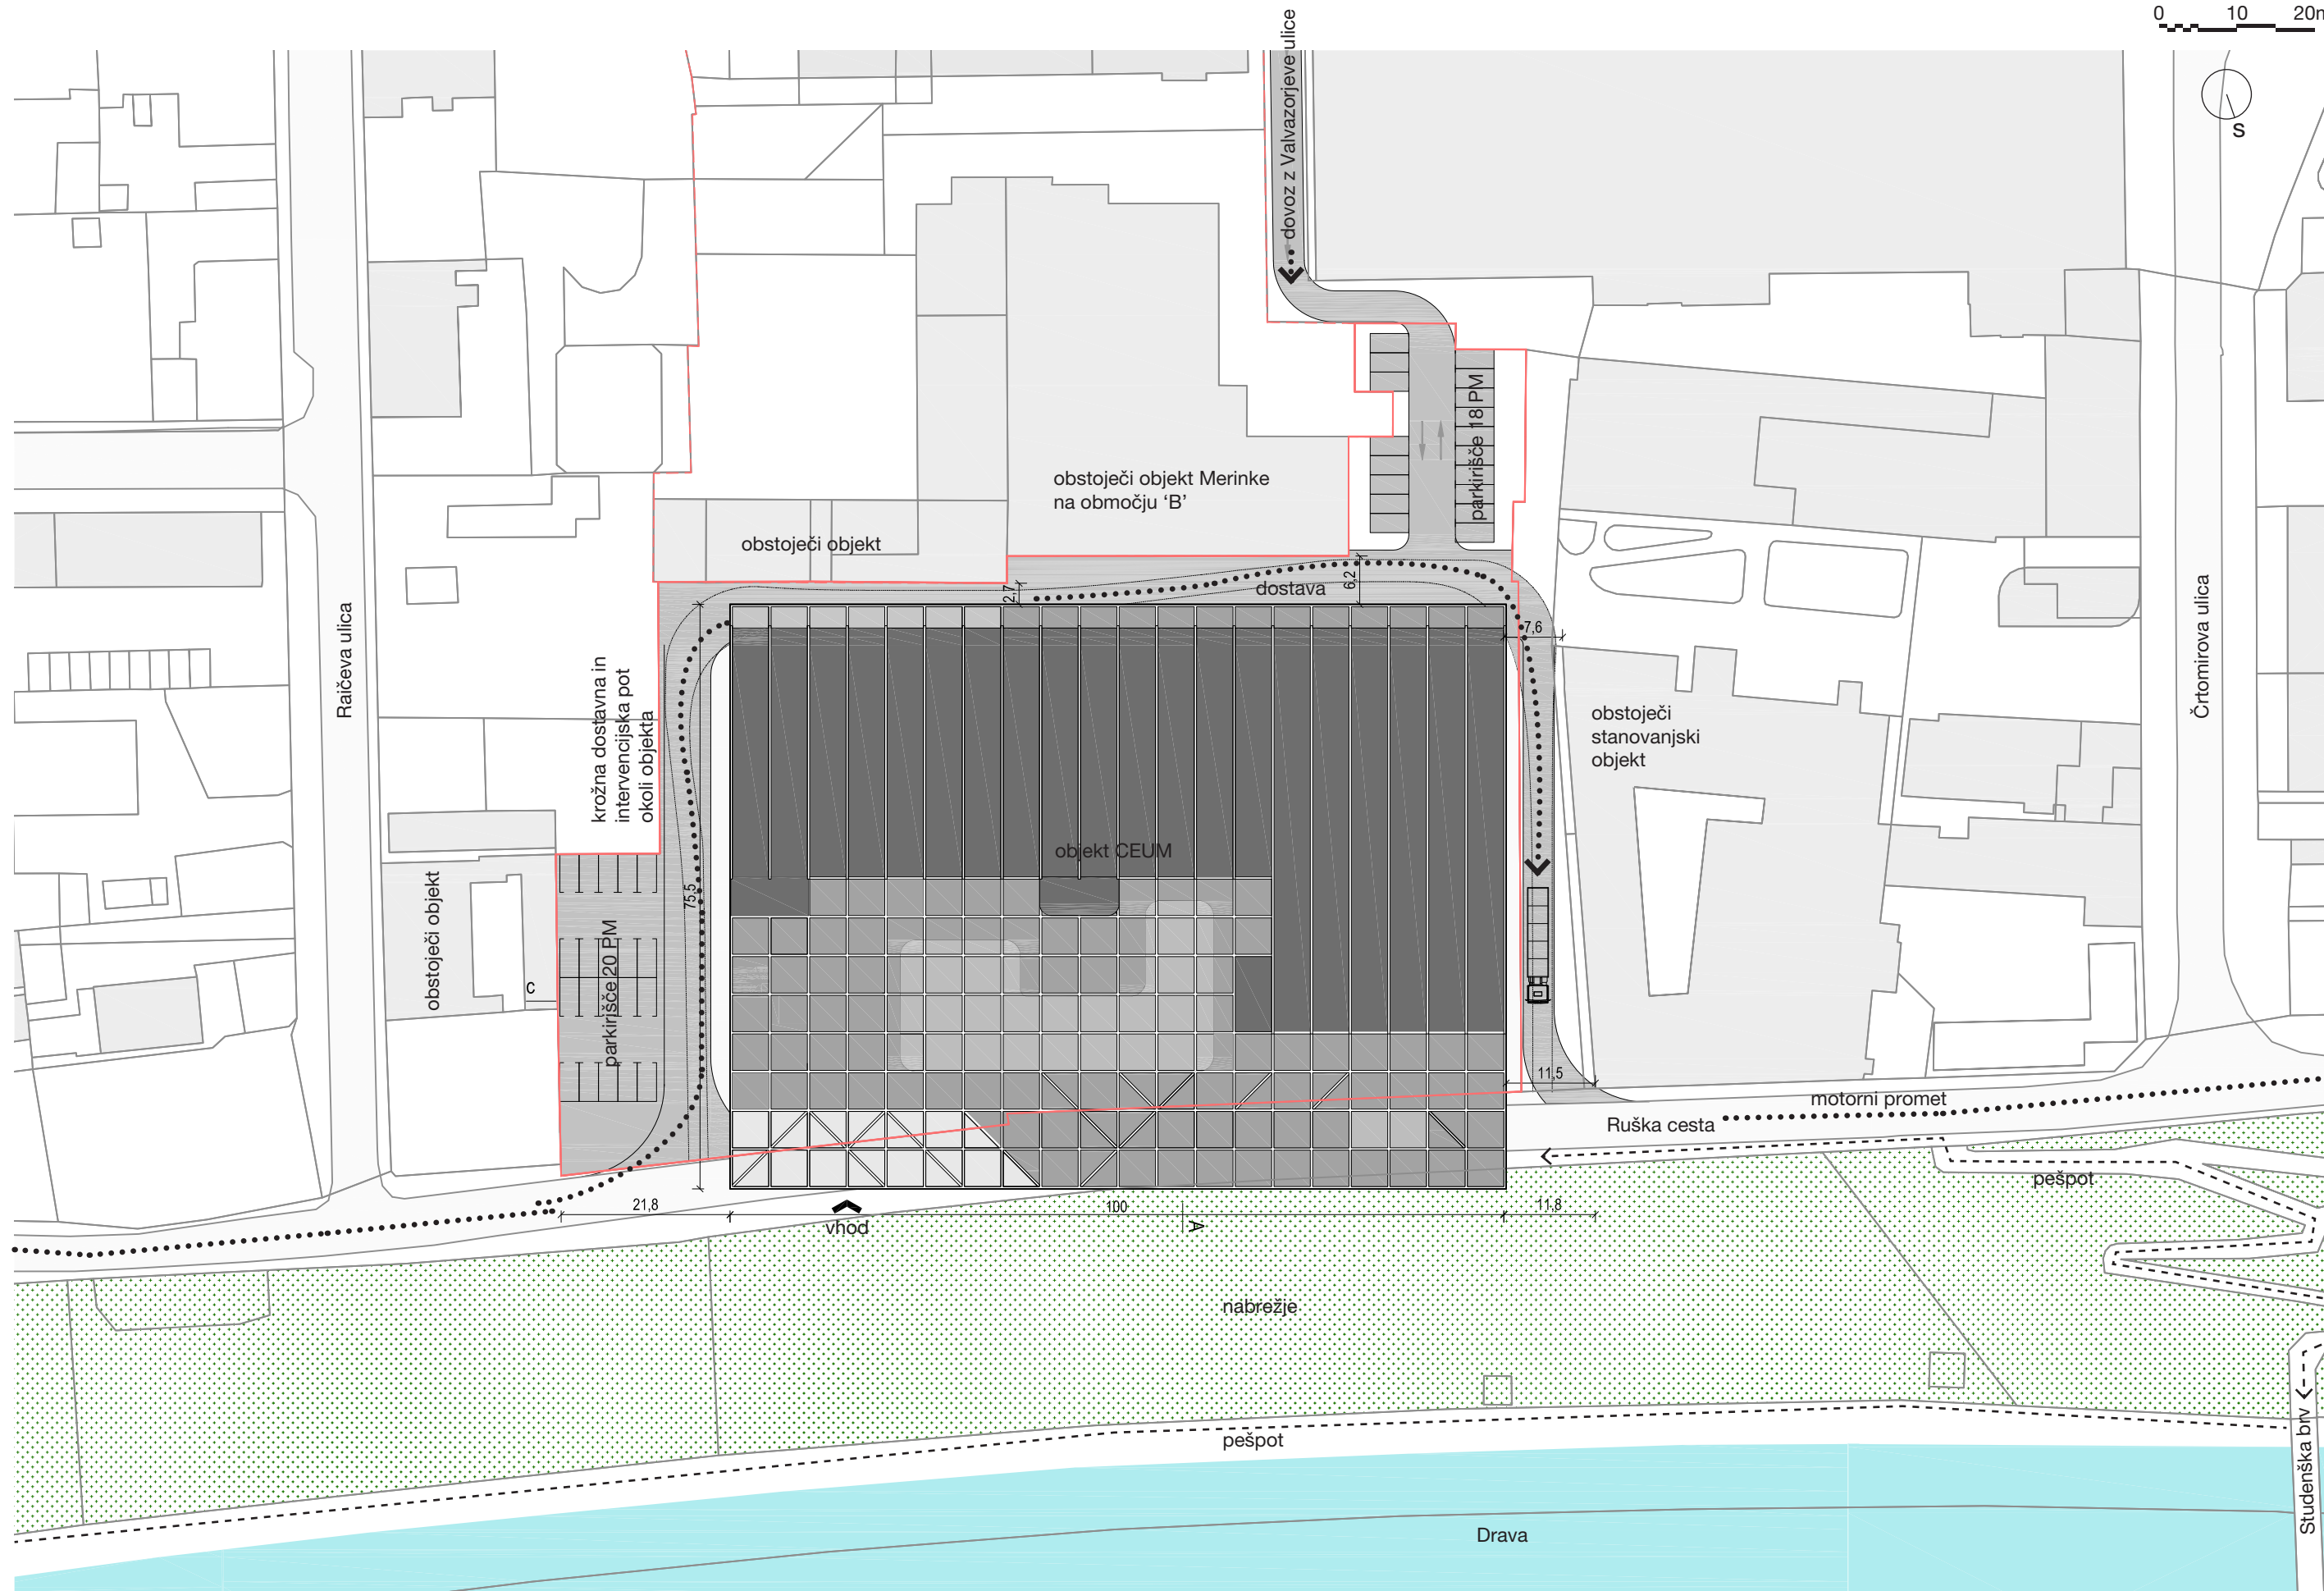 0 10 20m
dovoz z Valvazorjeve ulice
S
parkirišče 18 PM
obstoječi objekt Merinke
na območju ‘B’
obstoječi objekt
2,7
6,2
dostava
7,6
Raičeva ulica
Črtomirova ulica
krožna dostavna in
intervencijska pot
okoli objekta
obstoječi
stanovanjski
objekt
objekt CEUM
75,5
obstoječi objekt
C
parkirišče 20 PM
11,5
motorni promet
Ruška cesta
pešpot
21,8
100
11,8
vhod
A
nabrežje
pešpot
Studenška brv
Drava